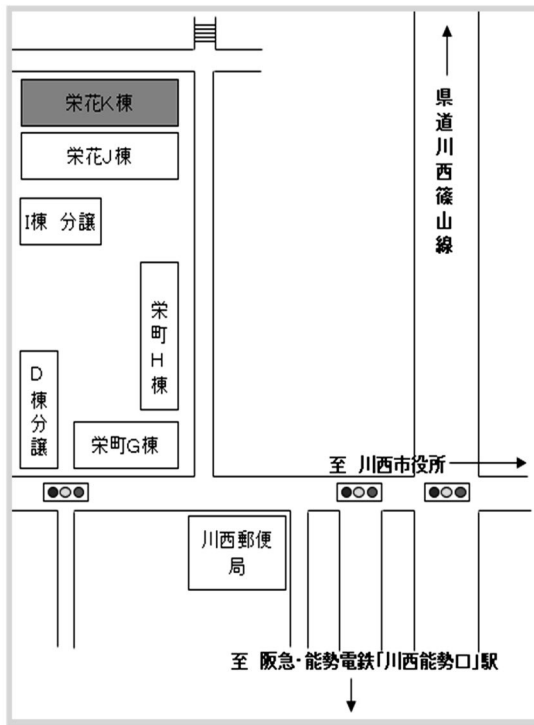 栄花K棟
栄花J棟
I棟 分譲
県道川西篠山線
栄町H棟
D棟分譲
栄町G棟
至 川西市役所
川西郵便
局
至 阪急・能勢電鉄「川西能勢口」駅